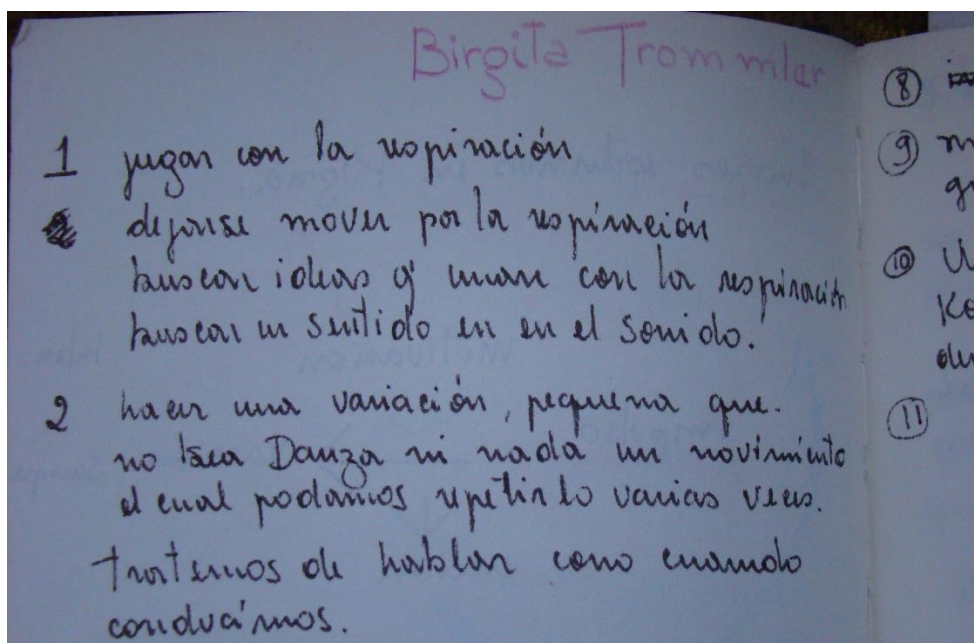 Birgita Trommler
1 jugar con la respiración
dejarse mover por la respiración
buscar ideas q' unan con la respiración
buscar un sentido en en el sonido.
2 hacer una variación, pequeña que.
no sea Danza ni nada un movimiento
el cual podamos repetirlo varias veces.
tratemos de hablar como cuando
conducimos.
8
9 m
10
11